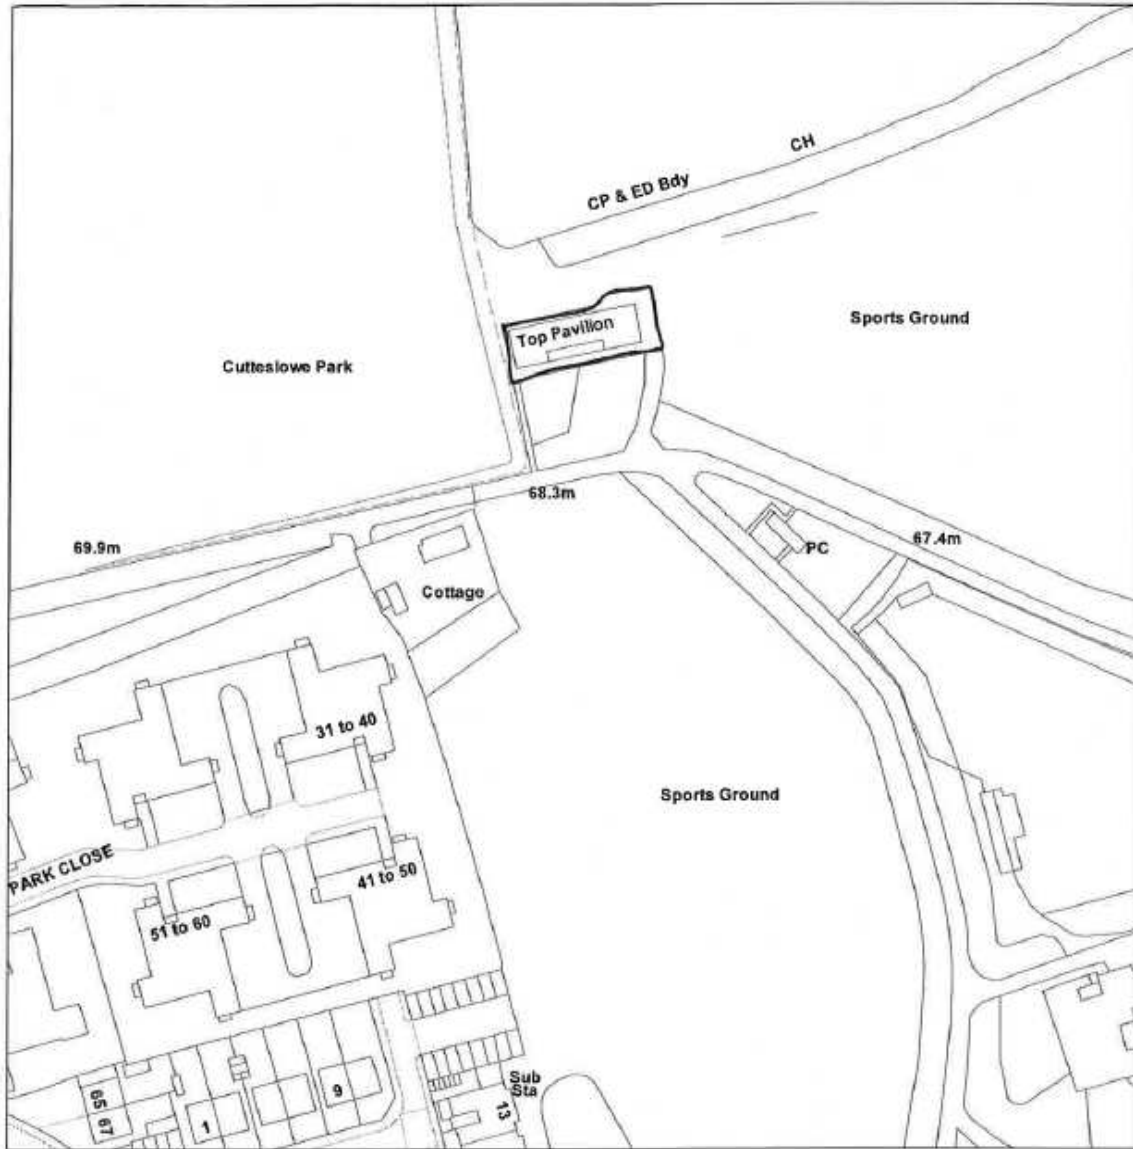 CH
CP & ED Bdy
Top Pavilion
Sports Ground
Cutteslowe Park
68.3m
69.9m
PC
67.4m
Cottage
31 to 40
Sports Ground
PARK CLOSE
41 to 50
51 to 60
Sub
Sta
65
67
1
9
13